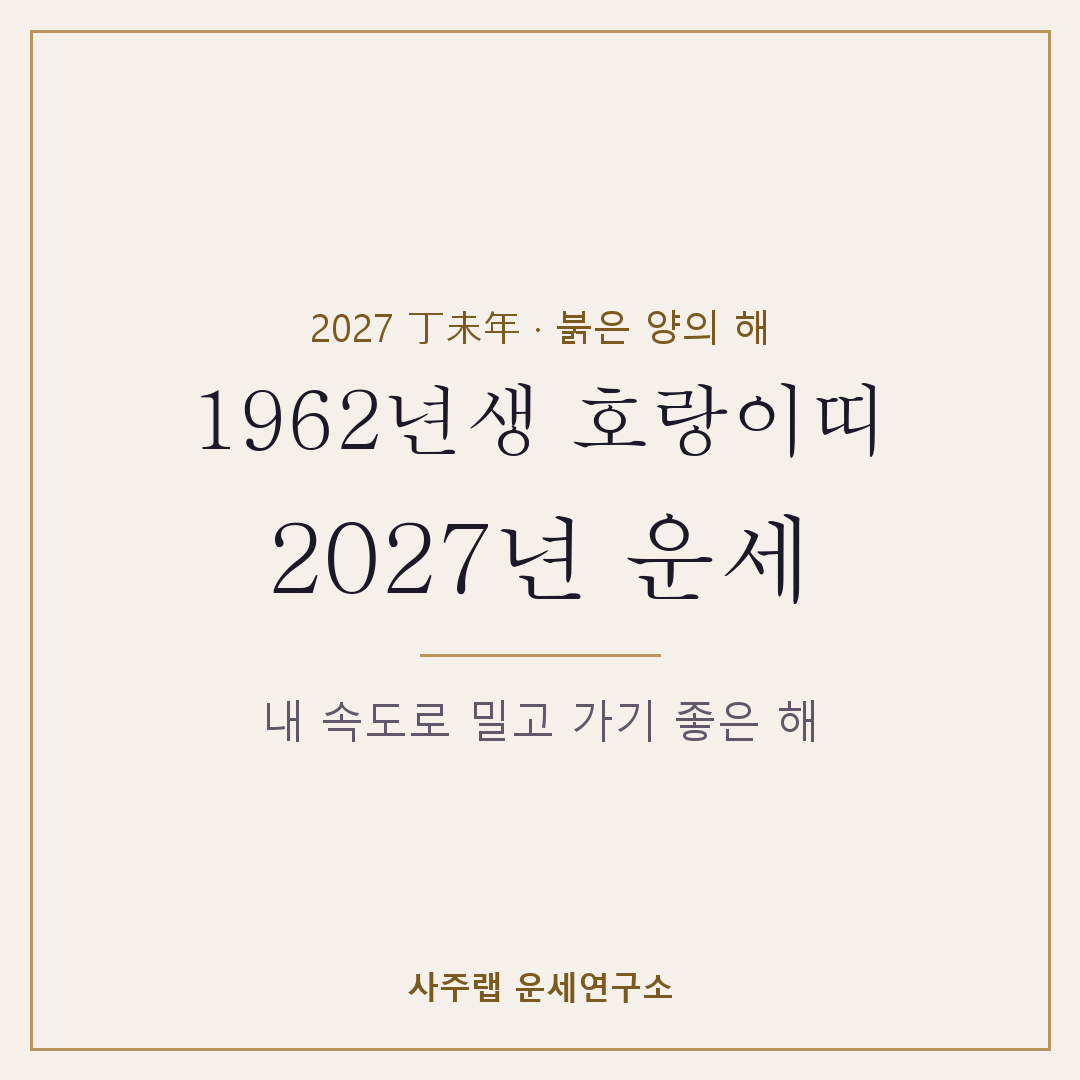 2027 丁未年 · 붉은 양의 해
1962년생 호랑이띠
2027년 운세
내 속도로 밀고 가기 좋은 해
사주랩 운세연구소